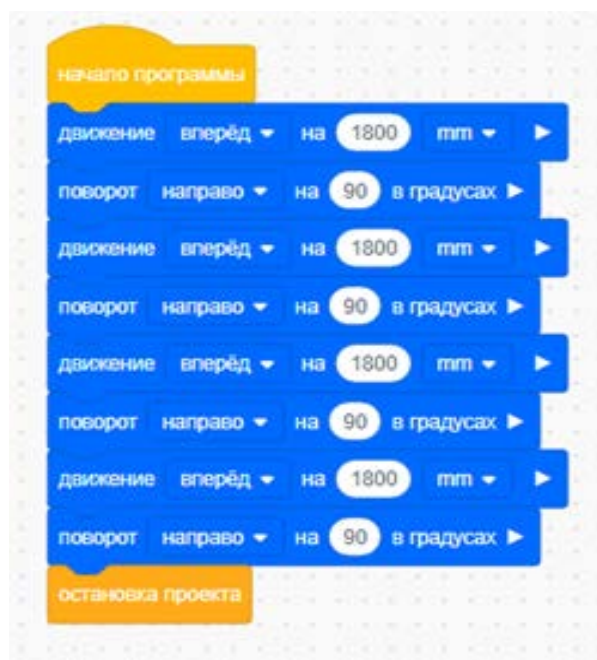 начало программы
движение вперёд на 1800 mm
поворот направо на 90 в градусах
движение вперёд на 1800 mm
поворот направо на 90 в градусах
движение вперёд на 1800 mm
поворот направо на 90 в градусах
движение вперёд на 1800 mm
поворот направо на 90 в градусах
остановка проекта